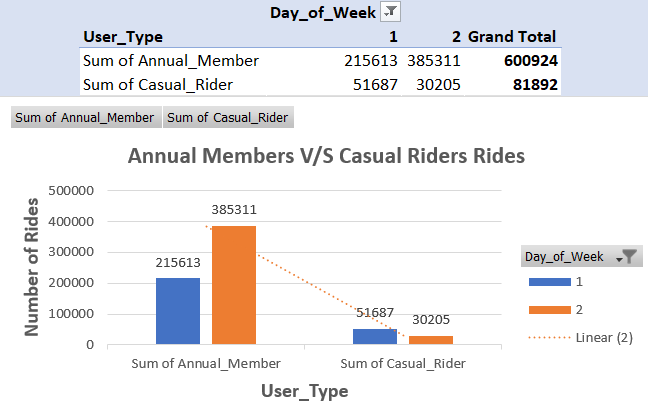 Day_of_Week
User_Type 1 2 Grand Total
Sum of Annual_Member 215613 385311 600924
Sum of Casual_Rider 51687 30205 81892
Sum of Annual_Member Sum of Casual_Rider
Annual Members V/S Casual Riders Rides
Number of Rides
500000
400000
300000
200000
100000
0
385311
215613
51687
30205
Sum of Annual_Member Sum of Casual_Rider
User_Type
Day_of_Week
1
2
Linear (2)